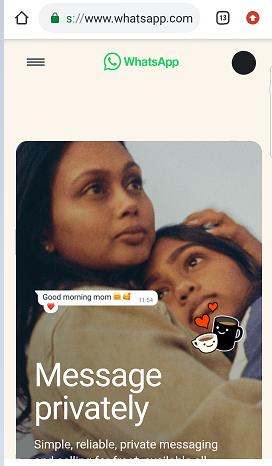 s://www.whatsapp.com
13
WhatsApp
Good morning mom 🤗 🥰
11:54
Message
privately
Simple, reliable, private messaging